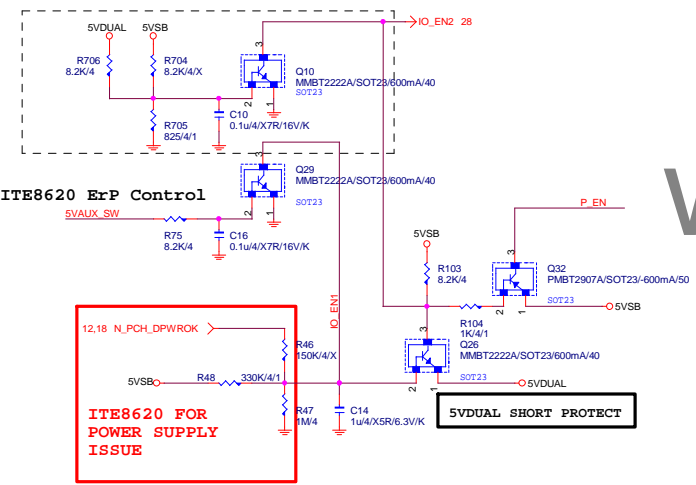 IO_EN2 28
5VDUAL
5VSB
R706
8.2K/4
R704
8.2K/4/X
3
Q10
MMBT2222A/SOT23/600mA/40
SOT23
2
1
C10
0.1u/4/X7R/16V/K
R705
825/4/1
3
Q29
MMBT2222A/SOT23/600mA/40
SOT23
2
1
ITE8620 ErP Control
5VAUX_SW
R75
8.2K/4
C16
0.1u/4/X7R/16V/K
P_EN
5VSB
R103
8.2K/4
3
Q32
PMBT2907A/SOT23/-600mA/50
SOT23
2
1
5VSB
IO_EN1
R104
1K/4/1
3
Q26
MMBT2222A/SOT23/600mA/40
SOT23
2
1
5VDUAL
12,18 N_PCH_DPWROK
R46
150K/4/X
5VSB
R48
330K/4/1
R47
1M/4
C14
1u/4/X5R/6.3V/K
ITE8620 FOR
POWER SUPPLY
ISSUE
5VDUAL SHORT PROTECT